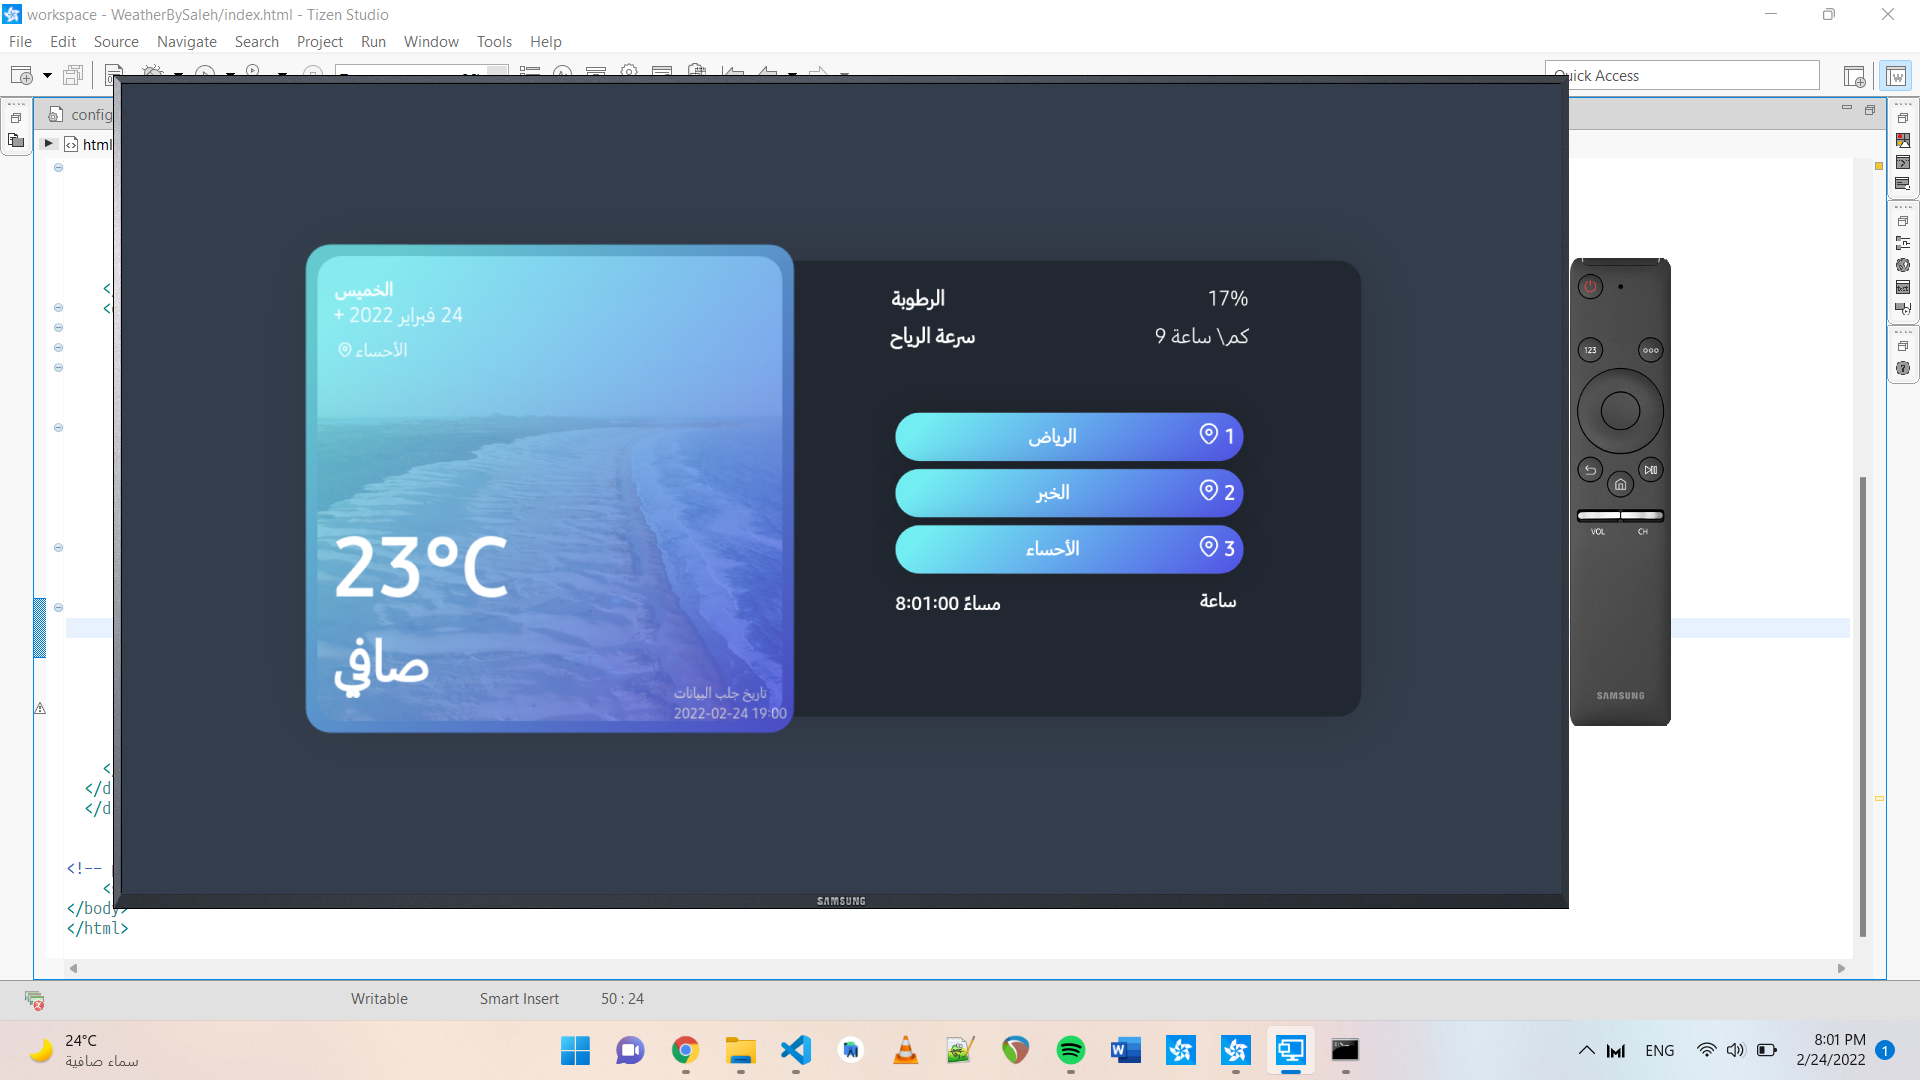 workspace - WeatherBySaleh/index.html - Tizen Studio
File Edit Source Navigate Search Project Run Window Tools Help
Quick Access
config
html
الخميس
24 فبراير 2022 +
الأحساء
23°C
صافي
تاريخ جلب البيانات
2022-02-24 19:00
الرطوبة 17%
سرعة الرياح كم\ ساعة 9
الرياض 1
الخبر 2
الأحساء 3
8:01:00 مساءً ساعة
SAMSUNG
123
VOL CH
SAMSUNG
</
<
</
</d
</d
<!--
<
</body>
</html>
Writable Smart Insert 50 : 24
24°C
سماء صافية
ENG
8:01 PM
2/24/2022
1